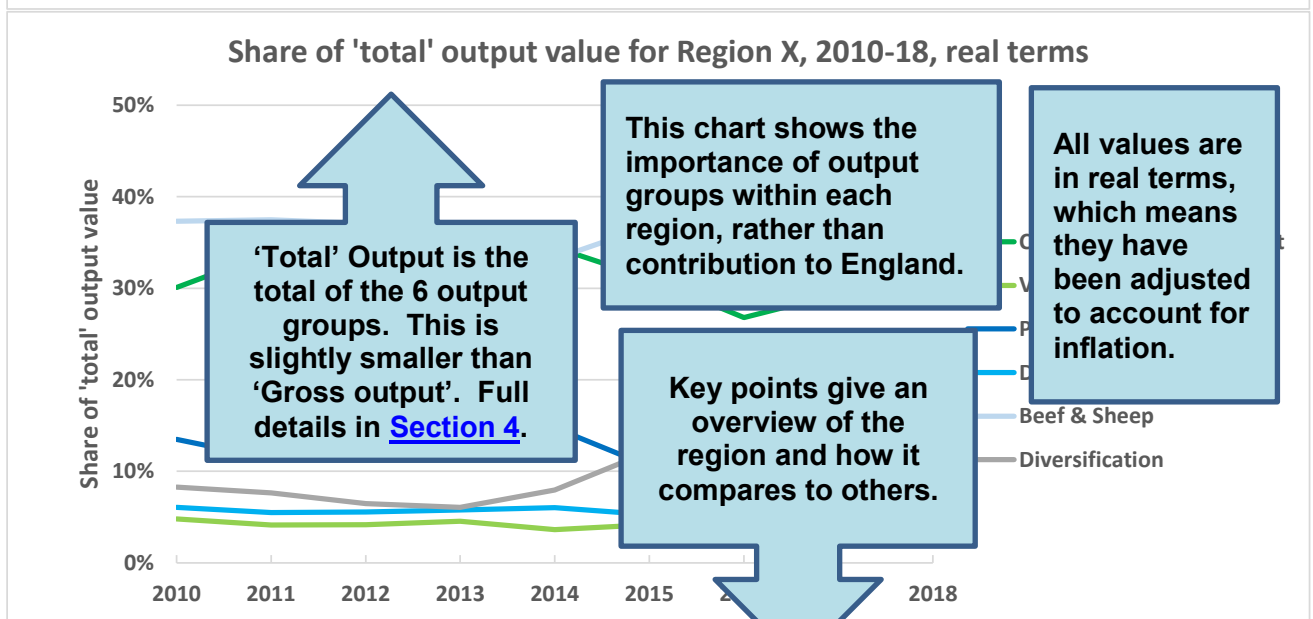 Share of 'total' output value for Region X, 2010-18, real terms
Share of 'total' output value
50%
40%
30%
20%
10%
0%
2010
2011
2012
2013
2014
2015
2018
‘Total’ Output is the
total of the 6 output
groups. This is
slightly smaller than
‘Gross output’. Full
details in Section 4.
This chart shows the
importance of output
groups within each
region, rather than
contribution to England.
All values are
in real terms,
which means
they have
been adjusted
to account for
inflation.
Key points give an
overview of the
region and how it
compares to others.
Beef & Sheep
Diversification